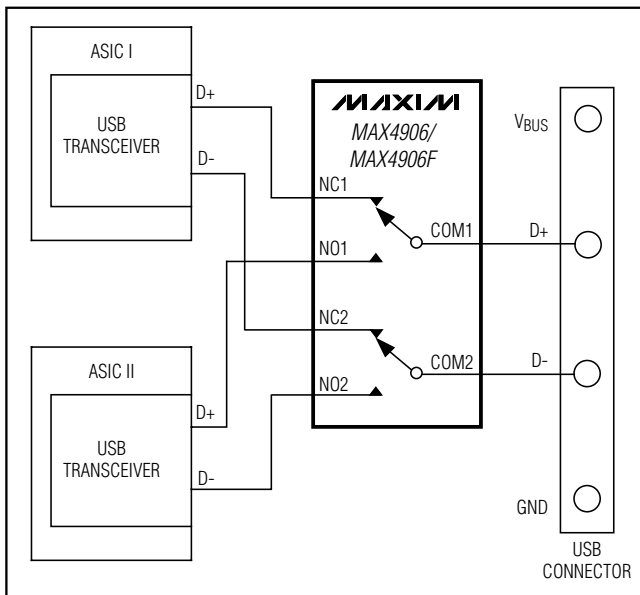 ASIC I
USB
TRANSCEIVER
D+
D-
ASIC II
USB
TRANSCEIVER
D+
D-
MAXIM
MAX4906/
MAX4906F
NC1
COM1
NO1
NC2
COM2
NO2
VBUS
D+
D-
GND
USB
CONNECTOR